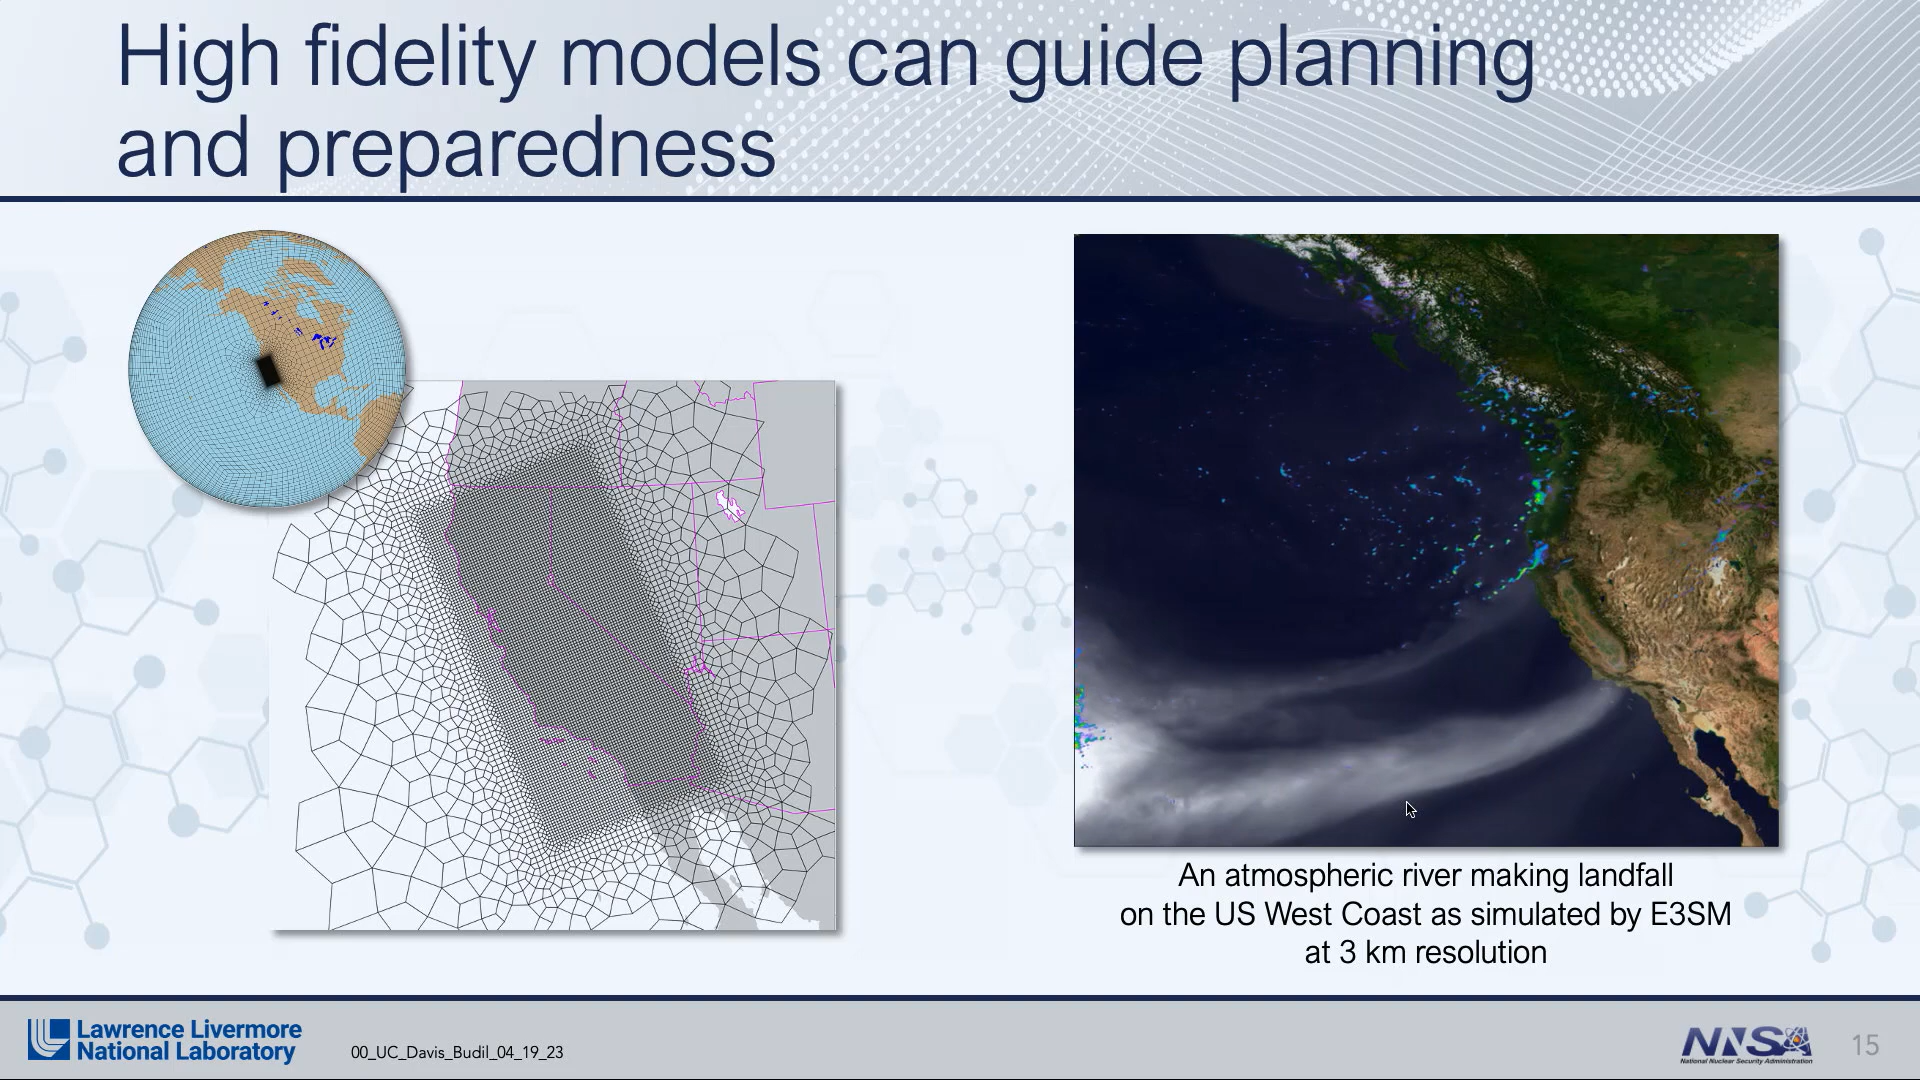 High fidelity models can guide planning
and preparedness
An atmospheric river making landfall
on the US West Coast as simulated by E3SM
at 3 km resolution
Lawrence Livermore
National Laboratory
00_UC_Davis_Budil_04_19_23
NNSA
National Nuclear Security Administration
15